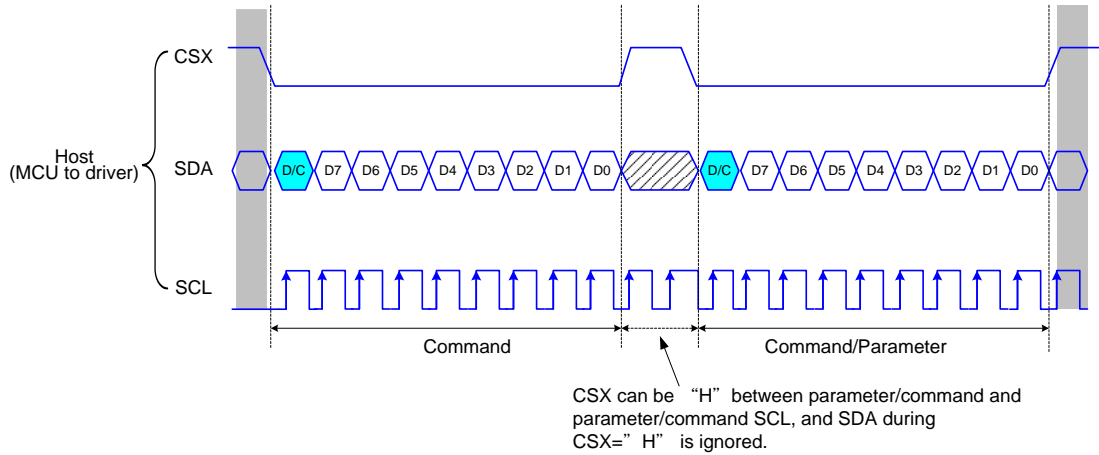 CSX
Host
(MCU to driver)
SDA
D/C D7 D6 D5 D4 D3 D2 D1 D0 D/C D7 D6 D5 D4 D3 D2 D1 D0
SCL
Command Command/Parameter
CSX can be “H” between parameter/command and
parameter/command SCL, and SDA during
CSX=”H” is ignored.